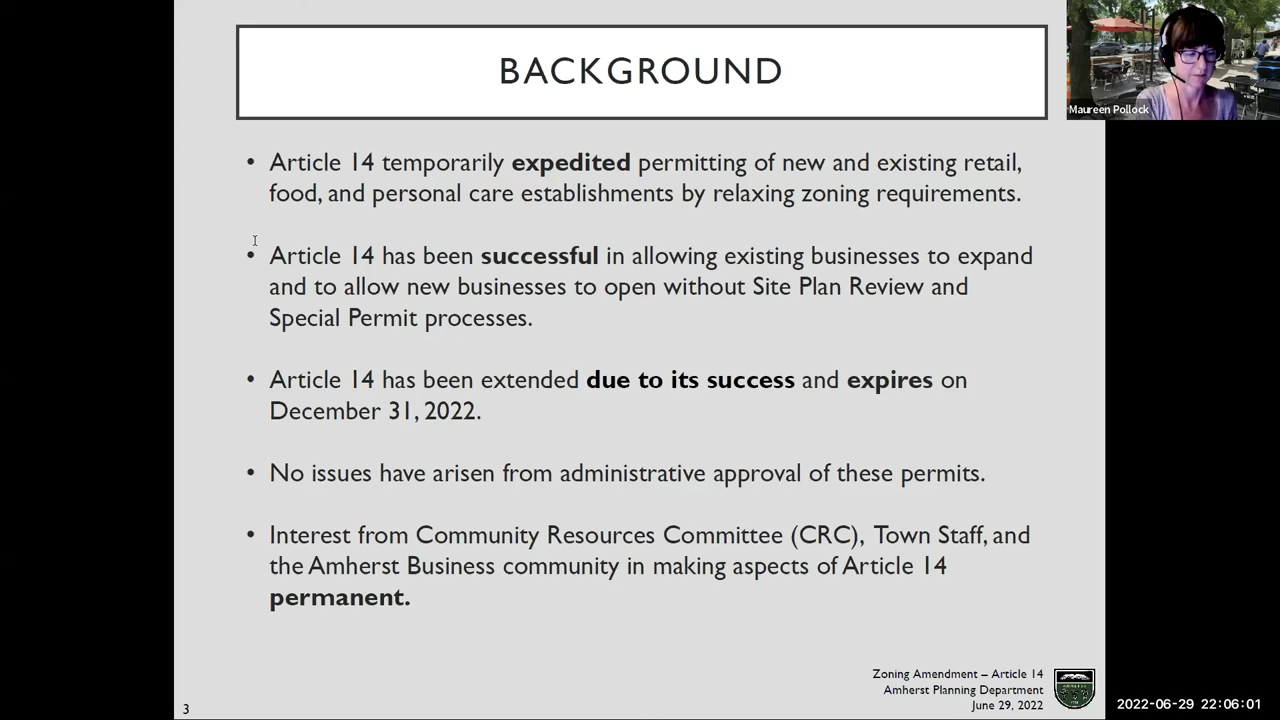 BACKGROUND
Maureen Pollock
• Article 14 temporarily expedited permitting of new and existing retail,
food, and personal care establishments by relaxing zoning requirements.
• Article 14 has been successful in allowing existing businesses to expand
and to allow new businesses to open without Site Plan Review and
Special Permit processes.
• Article 14 has been extended due to its success and expires on
December 31, 2022.
• No issues have arisen from administrative approval of these permits.
• Interest from Community Resources Committee (CRC), Town Staff, and
the Amherst Business community in making aspects of Article 14
permanent.
Zoning Amendment – Article 14
Amherst Planning Department
June 29, 2022
3
2022-06-29 22:06:01